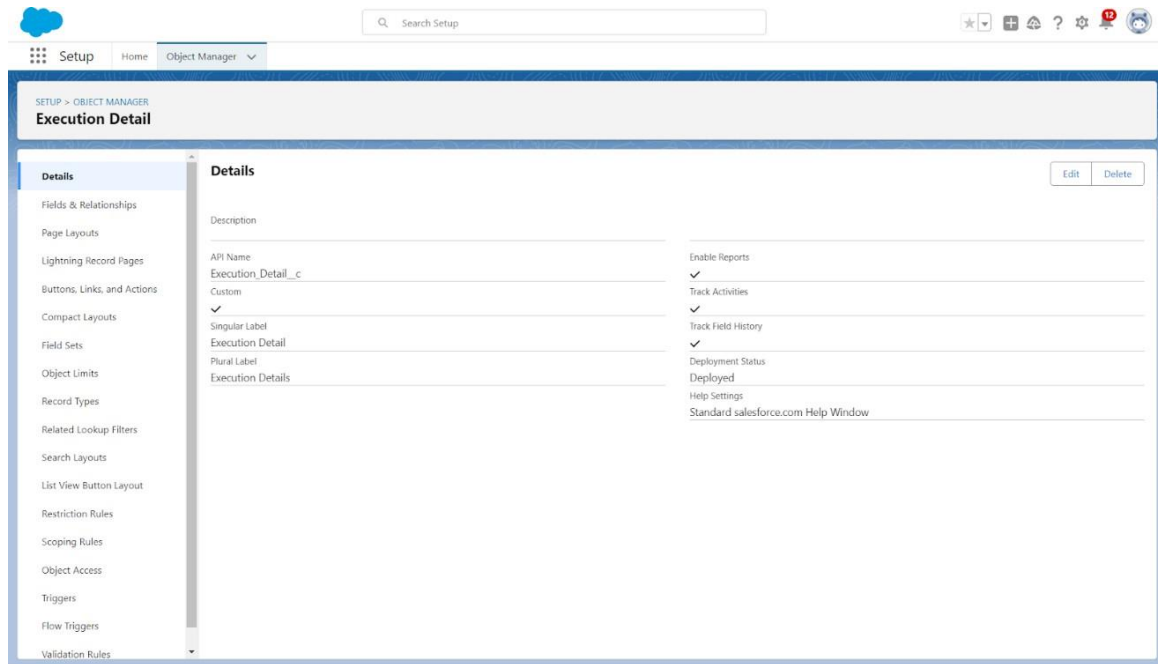 Search Setup
12
Setup
Home
Object Manager
SETUP > OBJECT MANAGER
Execution Detail
Details
Fields & Relationships
Page Layouts
Lightning Record Pages
Buttons, Links, and Actions
Compact Layouts
Field Sets
Object Limits
Record Types
Related Lookup Filters
Search Layouts
List View Button Layout
Restriction Rules
Scoping Rules
Object Access
Triggers
Flow Triggers
Validation Rules
Details
Edit
Delete
Description
API Name
Execution_Detail__c
Custom
Singular Label
Execution Detail
Plural Label
Execution Details
Enable Reports
Track Activities
Track Field History
Deployment Status
Deployed
Help Settings
Standard salesforce.com Help Window